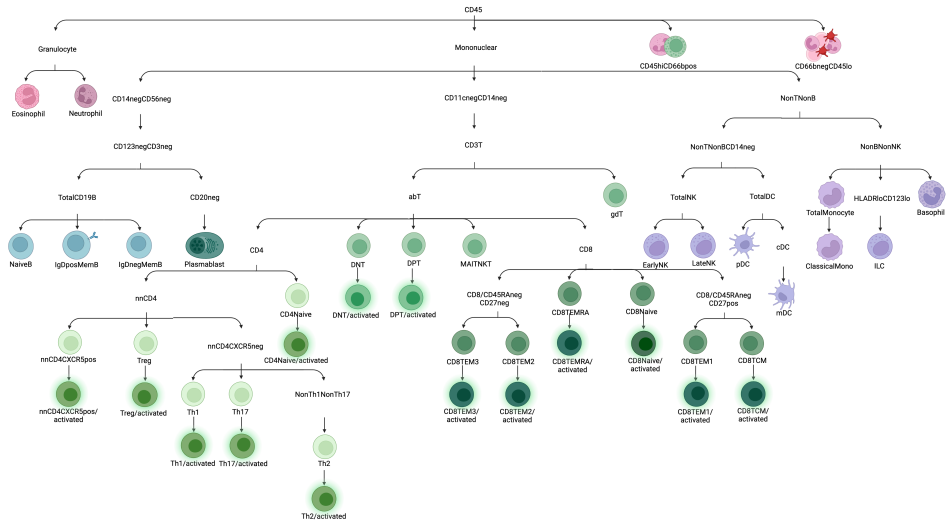 CD45
Granulocyte
Mononuclear
CD45hiCD66bpos
CD66bnegCD45lo
Eosinophil
Neutrophil
CD14negCD56neg
CD11cnegCD14neg
NonTNonB
CD123negCD3neg
CD3T
NonTNonBCD14neg
NonBNonNK
TotalCD19B
CD20neg
abT
gdT
TotalNK
TotalDC
TotalMonocyte
HLADRloCD123lo
Basophil
NaiveB
IgDposMemB
IgDnegMemB
Plasmablast
CD4
DNT
DPT
MAITNKT
CD8
EarlyNK
LateNK
pDC
cDC
ClassicalMono
ILC
nnCD4
CD4Naive
DNT/activated
DPT/activated
CD8/CD45RAneg
CD27neg
CD8TEMRA
CD8Naive
CD8/CD45RAneg
CD27pos
mDC
nnCD4CXCR5pos
Treg
nnCD4CXCR5neg
CD4Naive/activated
CD8TEM3
CD8TEM2
CD8TEMRA/
activated
CD8Naive/
activated
CD8TEM1
CD8TCM
nnCD4CXCR5pos/
activated
Treg/activated
Th1
Th17
NonTh1NonTh17
CD8TEM3/
activated
CD8TEM2/
activated
CD8TEM1/
activated
CD8TCM/
activated
Th1/activated
Th17/activated
Th2
Th2/activated